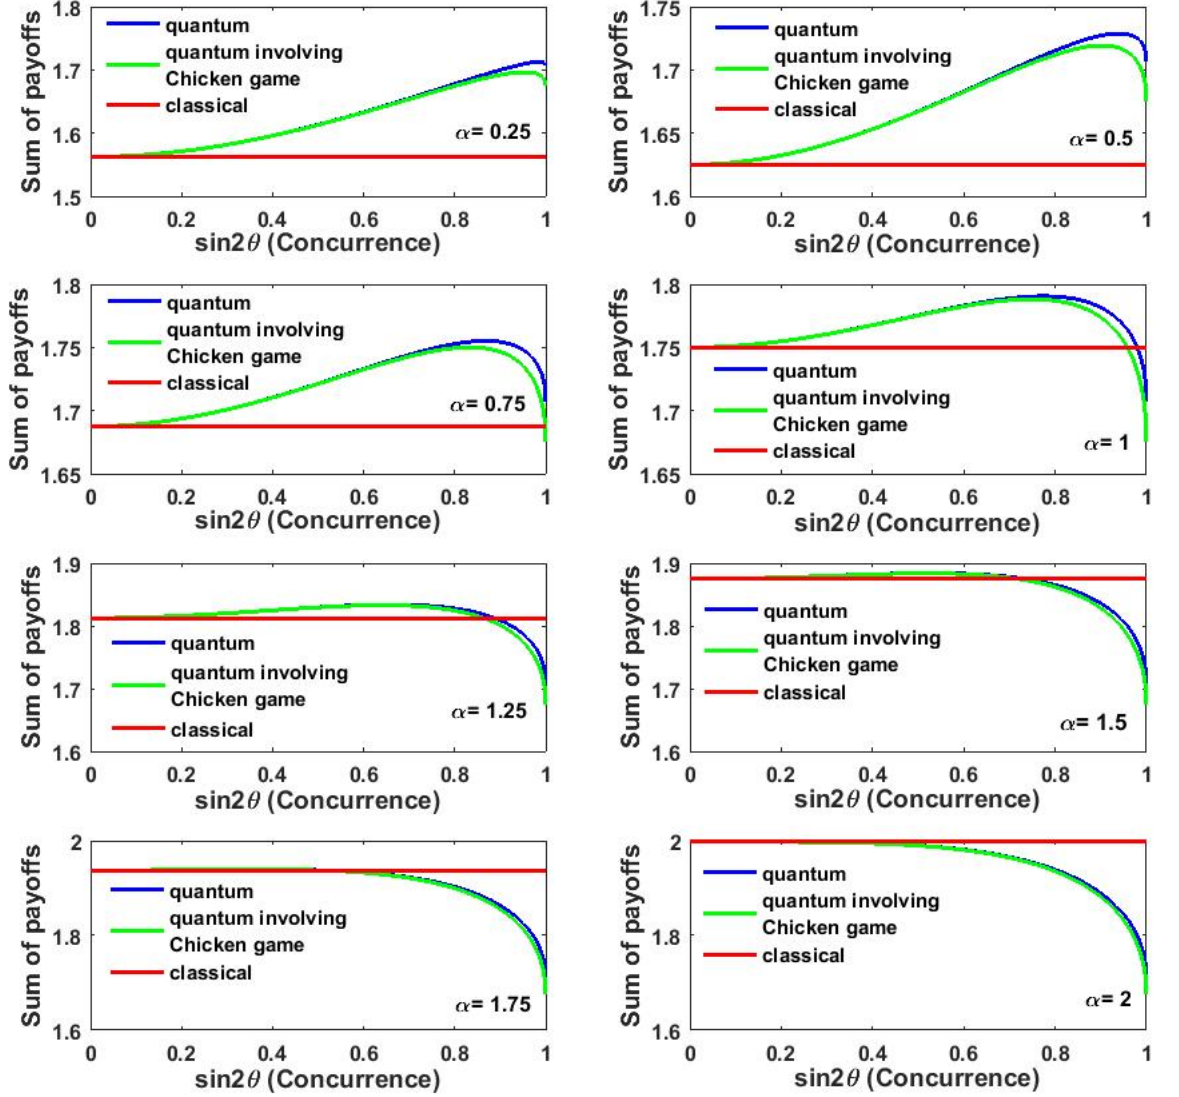 1.8
1.7
1.6
1.5
Sum of payoffs
quantum
quantum involving
Chicken game
classical
α= 0.25
0 0.2 0.4 0.6 0.8 1
sin2θ (Concurrence)
1.75
1.7
1.65
1.6
Sum of payoffs
quantum
quantum involving
Chicken game
classical
α= 0.5
0 0.2 0.4 0.6 0.8 1
sin2θ (Concurrence)
1.8
1.75
1.7
1.65
Sum of payoffs
quantum
quantum involving
Chicken game
classical
α= 0.75
0 0.2 0.4 0.6 0.8 1
sin2θ (Concurrence)
1.8
1.75
1.7
1.65
Sum of payoffs
quantum
quantum involving
Chicken game
classical
α= 1
0 0.2 0.4 0.6 0.8 1
sin2θ (Concurrence)
1.9
1.8
1.7
1.6
Sum of payoffs
quantum
quantum involving
Chicken game
classical
α= 1.25
0 0.2 0.4 0.6 0.8 1
sin2θ (Concurrence)
1.9
1.8
1.7
1.6
Sum of payoffs
quantum
quantum involving
Chicken game
classical
α= 1.5
0 0.2 0.4 0.6 0.8 1
sin2θ (Concurrence)
2
1.8
1.6
Sum of payoffs
quantum
quantum involving
Chicken game
classical
α= 1.75
0 0.2 0.4 0.6 0.8 1
sin2θ (Concurrence)
2
1.8
1.6
Sum of payoffs
quantum
quantum involving
Chicken game
classical
α= 2
0 0.2 0.4 0.6 0.8 1
sin2θ (Concurrence)